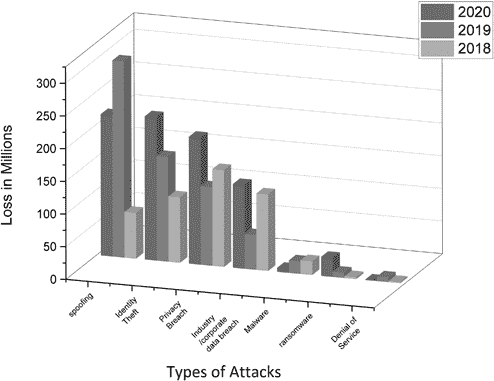 2020
2019
2018
300
250
200
150
100
50
0
Loss in Millions
spoofing
Identity
Theft
Privacy
Breach
Industry
/corporate
data breach
Malware
ransomware
Denial of
Service
Types of Attacks